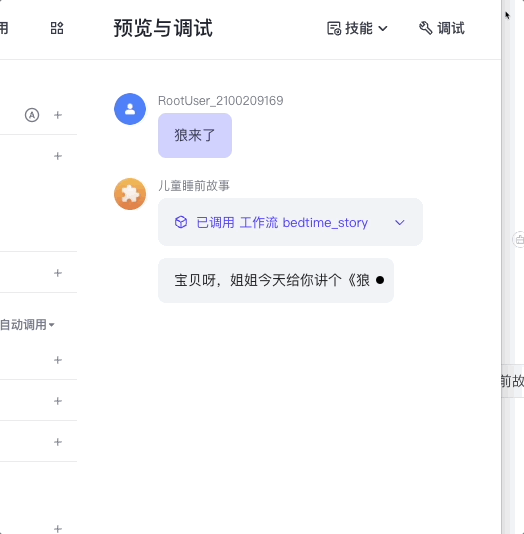 用
预览与调试
技能
调试
A
RootUser_2100209169
狼来了
儿童睡前故事
已调用 工作流 bedtime_story
宝贝呀，姐姐今天给你讲个《狼
自动调用
前故